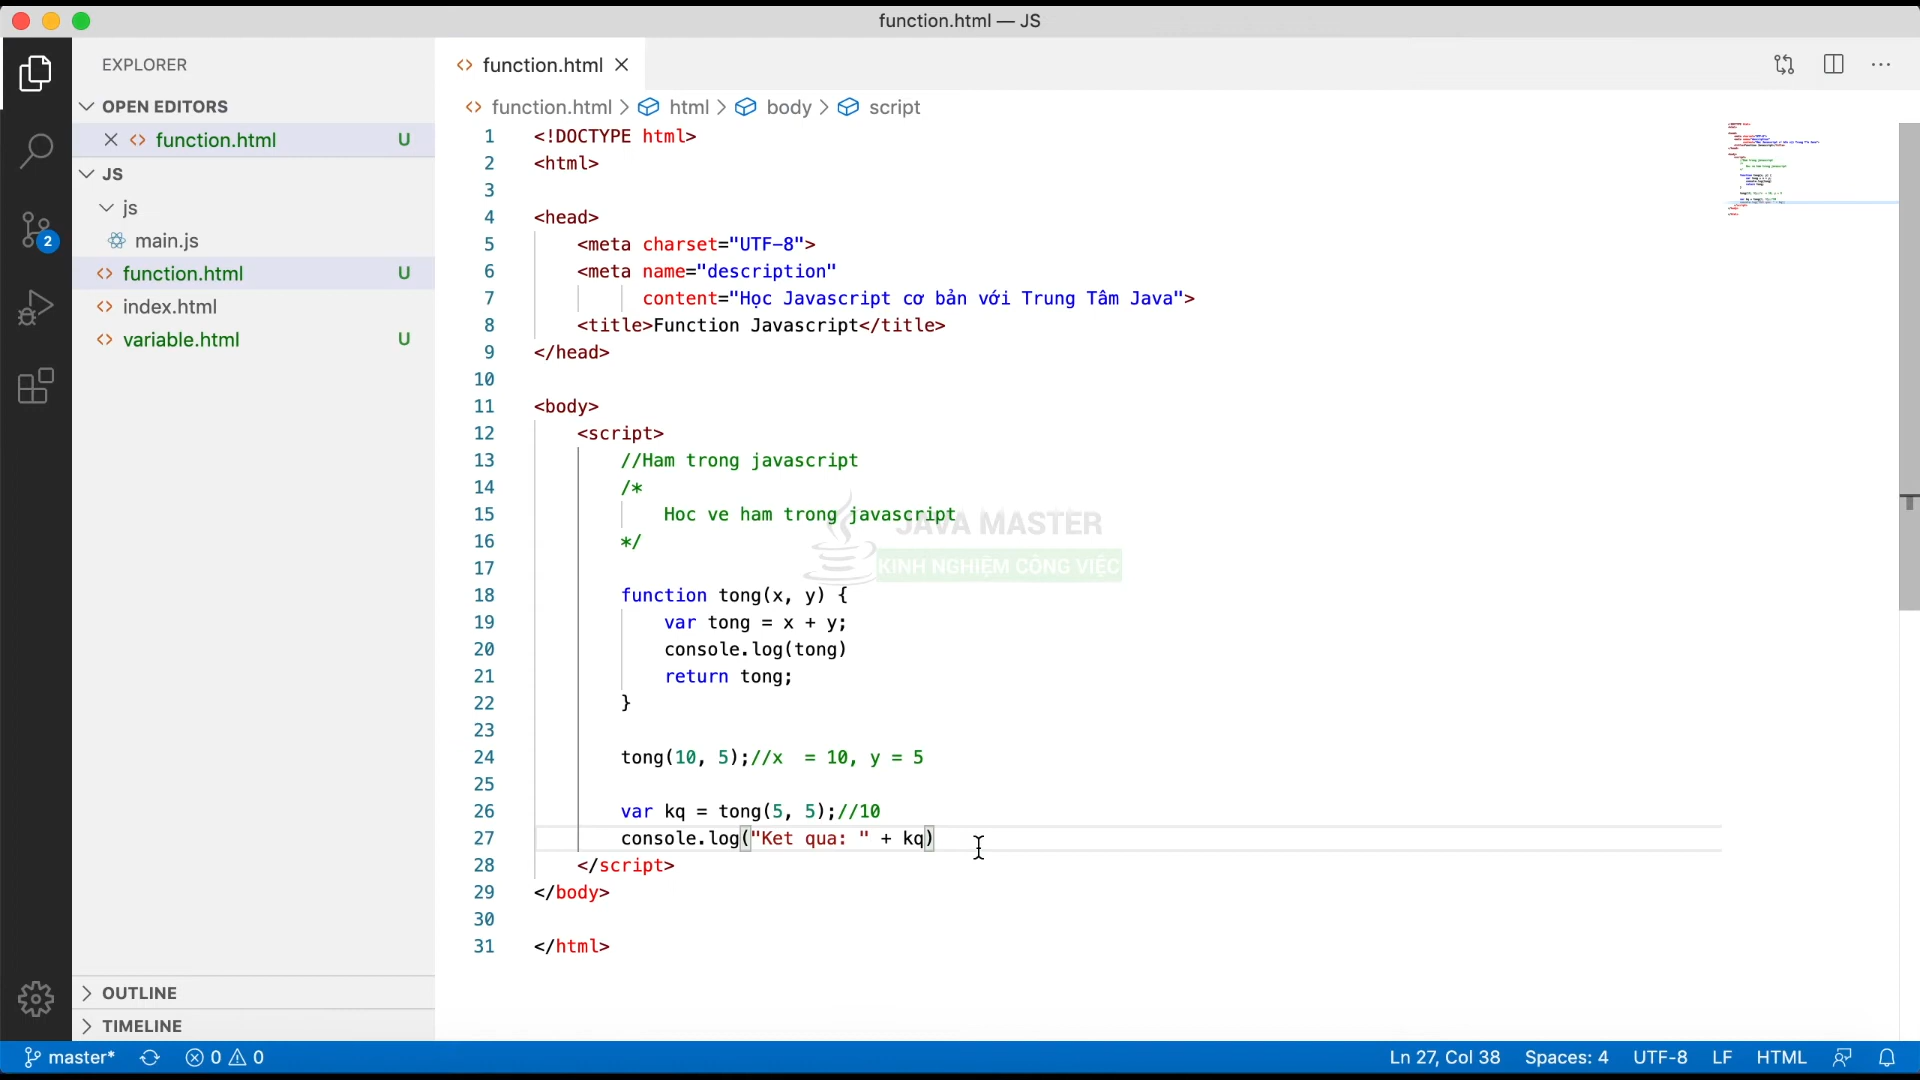 function.html — JS
EXPLORER
OPEN EDITORS
function.html U
JS
js
main.js
function.html U
index.html
variable.html U
OUTLINE
TIMELINE
2
function.html
function.html > html > body > script
1 <!DOCTYPE html>
2 <html>
3
4 <head>
5 <meta charset="UTF-8">
6 <meta name="description"
7 content="Học Javascript cơ bản với Trung Tâm Java">
8 <title>Function Javascript</title>
9 </head>
10
11 <body>
12 <script>
13 //Ham trong javascript
14 /*
15 Hoc ve ham trong javascript
16 */
17
18 function tong(x, y) {
19 var tong = x + y;
20 console.log(tong)
21 return tong;
22 }
23
24 tong(10, 5);//x  = 10, y = 5
25
26 var kq = tong(5, 5);//10
27 console.log("Ket qua: " + kq)
28 </script>
29 </body>
30
31 </html>
JAVA MASTER
KINH NGHIỆM CÔNG VIỆC
master* 0 0 Ln 27, Col 38 Spaces: 4 UTF-8 LF HTML